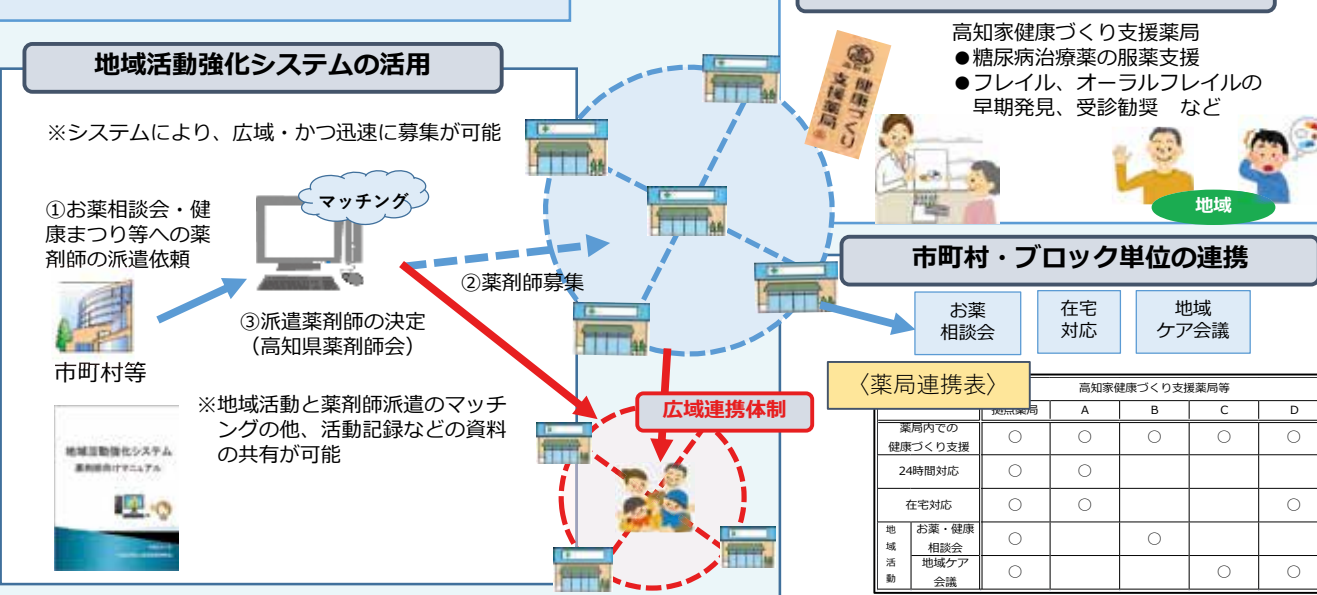 地域活動強化システムの活用
※システムにより、広域・かつ迅速に募集が可能
①お薬相談会・健
康まつり等への薬
剤師の派遣依頼
マッチング
②薬剤師募集
③派遣薬剤師の決定
（高知県薬剤師会）
市町村等
※地域活動と薬剤師派遣のマッチ
ングの他、活動記録などの資料
の共有が可能
地域活動強化システム
薬剤師向けマニュアル
広域連携体制
高知家健康づくり支援薬局
●糖尿病治療薬の服薬支援
●フレイル、オーラルフレイルの
早期発見、受診勧奨　など
健康づくり
支援薬局
地域
市町村・ブロック単位の連携
お薬
相談会
在宅
対応
地域
ケア会議
〈薬局連携表〉
高知家健康づくり支援薬局等
拠点薬局 A B C D
薬局内での
健康づくり支援 ○ ○ ○ ○ ○
24時間対応 ○ ○
在宅対応 ○ ○ ○
地域活動
お薬・健康
相談会 ○ ○
地域ケア
会議 ○ ○ ○